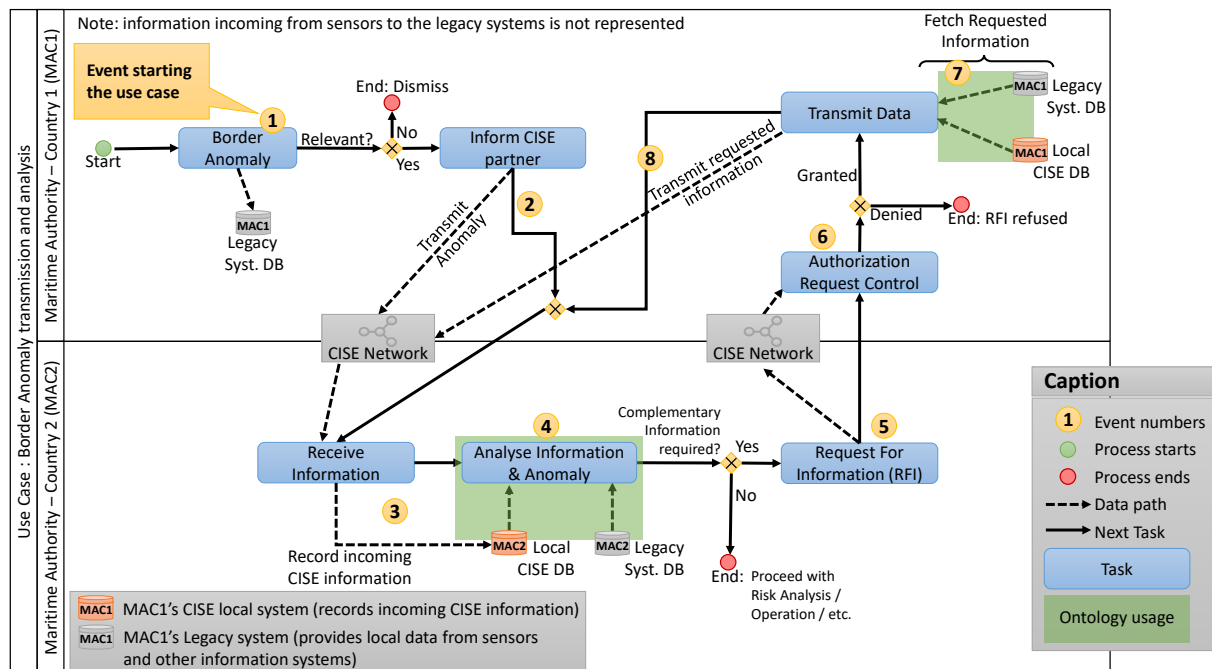 Use Case : Border Anomaly transmission and analysis
Maritime Authority – Country 1 (MAC1)
Note: information incoming from sensors to the legacy systems is not represented
Fetch Requested
Information
Event starting
the use case
1
Start
Border
Anomaly
Relevant?
End: Dismiss
No
Yes
Inform CISE
partner
MAC1
Legacy
Syst. DB
2
Transmit
Anomaly
8
Transmit requested
information
Transmit Data
7
MAC1
Legacy
Syst. DB
MAC1
Local
CISE DB
Granted
Denied
End: RFI refused
6
Authorization
Request Control
CISE Network
CISE Network
Maritime Authority – Country 2 (MAC2)
Receive
Information
3
Record incoming
CISE information
4
Analyse Information
& Anomaly
MAC2
Local
CISE DB
MAC2
Legacy
Syst. DB
Complementary
Information
required?
Yes
No
End:
Proceed with
Risk Analysis /
Operation / etc.
5
Request For
Information (RFI)
MAC1
MAC1's CISE local system (records incoming CISE information)
MAC1
MAC1's Legacy system (provides local data from sensors
and other information systems)
Caption
1
Event numbers
Process starts
Process ends
Data path
Next Task
Task
Ontology usage